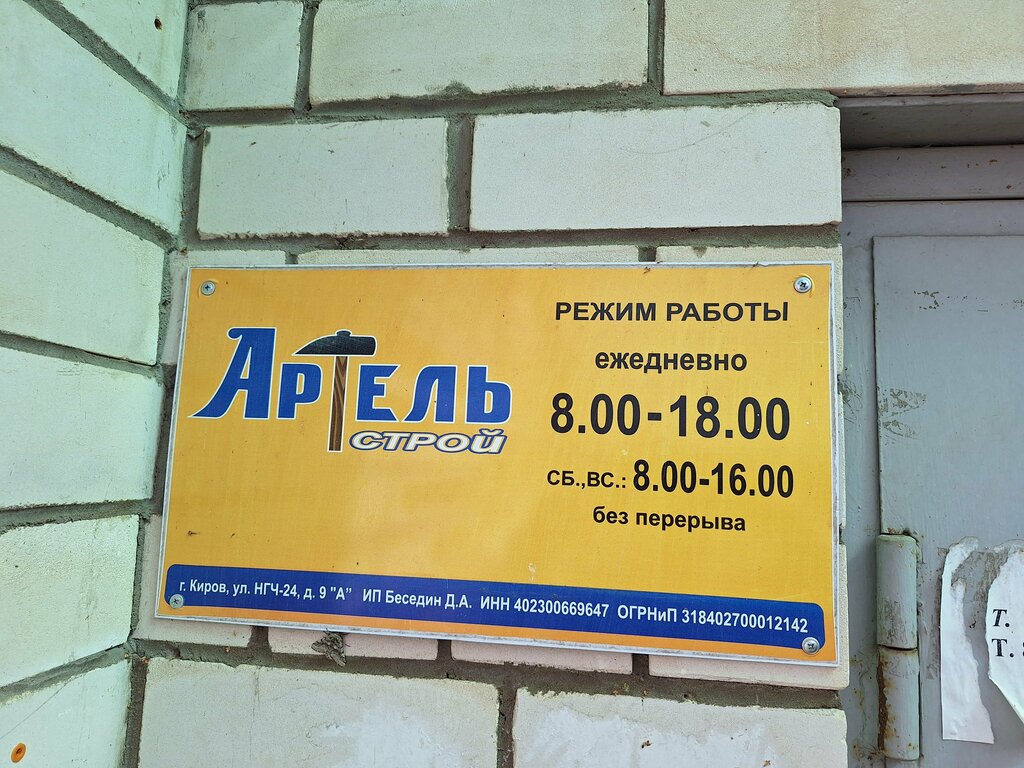 АРТЕЛЬ
СТРОЙ
РЕЖИМ РАБОТЫ
ежедневно
8.00-18.00
СБ.,ВС.: 8.00-16.00
без перерыва
г. Киров, ул. НГЧ-24, д. 9 "А" ИП Беседин Д.А. ИНН 402300669647 ОГРНиП 318402700012142
Т.
Т.